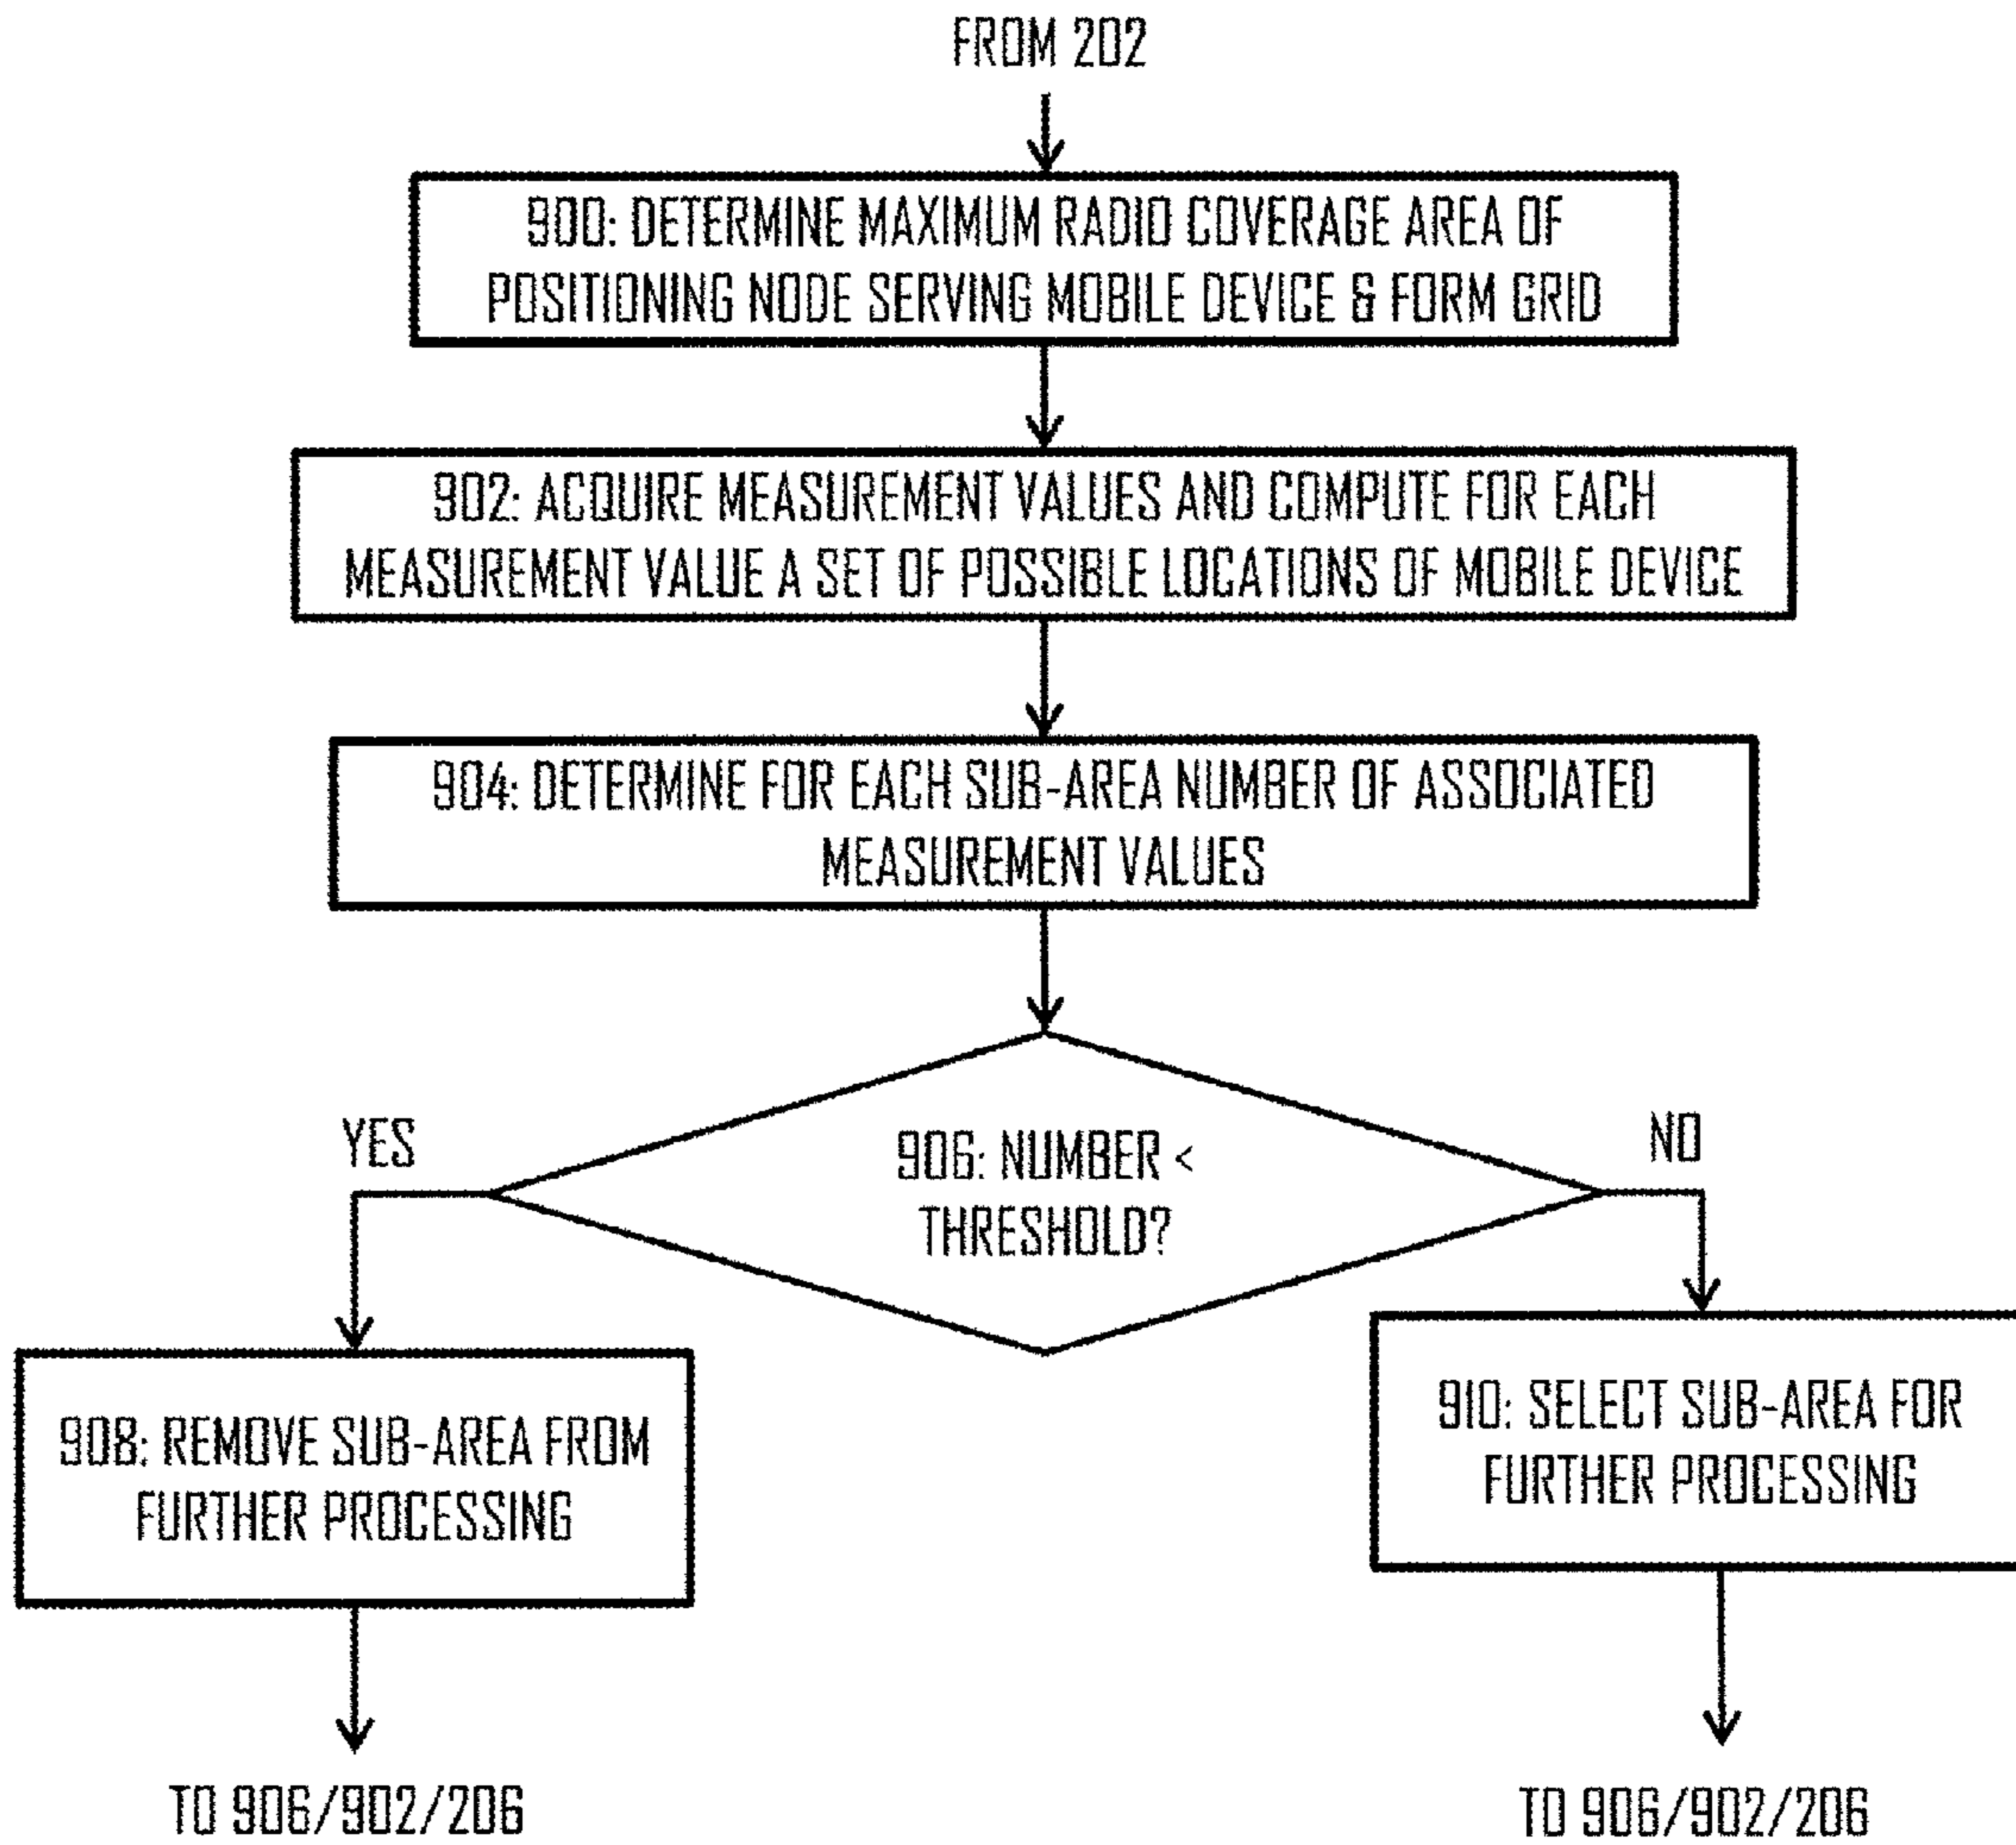 FROM 202
900: DETERMINE MAXIMUM RADIO COVERAGE AREA OF
POSITIONING NODE SERVING MOBILE DEVICE & FORM GRID
902: ACQUIRE MEASUREMENT VALUES AND COMPUTE FOR EACH
MEASUREMENT VALUE A SET OF POSSIBLE LOCATIONS OF MOBILE DEVICE
904: DETERMINE FOR EACH SUB-AREA NUMBER OF ASSOCIATED
MEASUREMENT VALUES
906: NUMBER <
THRESHOLD?
YES
NO
908: REMOVE SUB-AREA FROM
FURTHER PROCESSING
910: SELECT SUB-AREA FOR
FURTHER PROCESSING
TO 906/902/206
TO 906/902/206